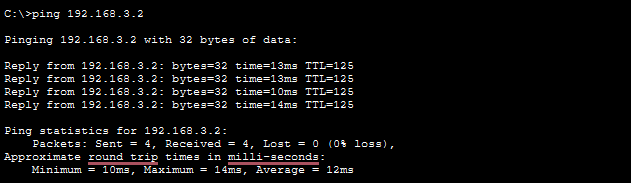 C:\>ping 192.168.3.2
Pinging 192.168.3.2 with 32 bytes of data:
Reply from 192.168.3.2: bytes=32 time=13ms TTL=125
Reply from 192.168.3.2: bytes=32 time=13ms TTL=125
Reply from 192.168.3.2: bytes=32 time=10ms TTL=125
Reply from 192.168.3.2: bytes=32 time=14ms TTL=125
Ping statistics for 192.168.3.2:
    Packets: Sent = 4, Received = 4, Lost = 0 (0% loss),
Approximate round trip times in milli-seconds:
    Minimum = 10ms, Maximum = 14ms, Average = 12ms